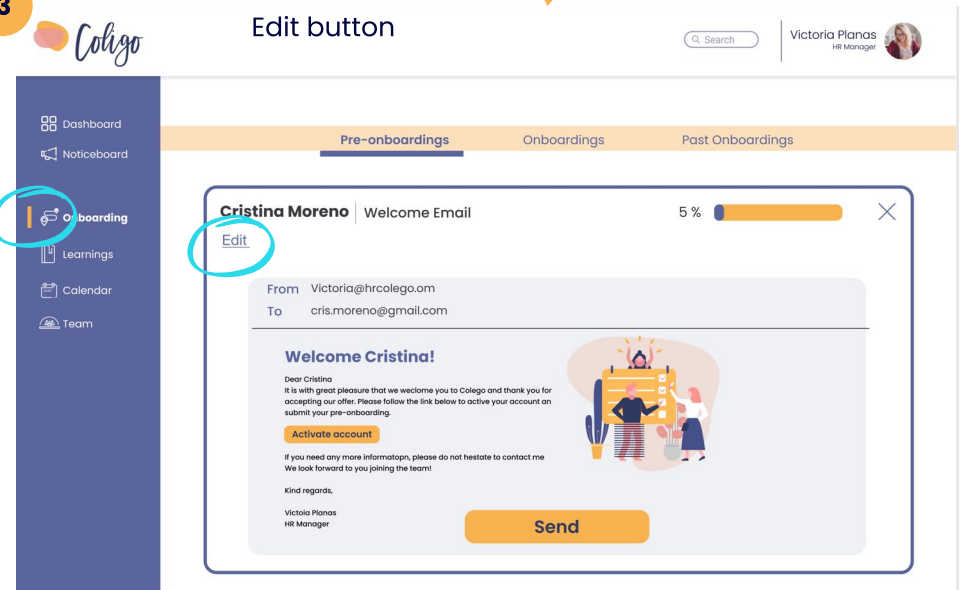 3
Coligo
Edit button
Search
Victoria Planas
HR Manager
Dashboard
Noticeboard
Onboarding
Learnings
Calendar
Team
Pre-onboardings
Onboardings
Past Onboardings
Cristina Moreno | Welcome Email
5 %
Edit
From Victoria@hrcolego.om
To cris.moreno@gmail.com
Welcome Cristina!
Dear Cristina
It is with great pleasure that we weclome you to Colego and thank you for
accepting our offer. Please follow the link below to active your account an
submit your pre-onboarding.
Activate account
If you need any more informatopn, please do not hestate to contact me
We look forward to you joining the team!
Kind regards,
Victoia Planas
HR Manager
Send